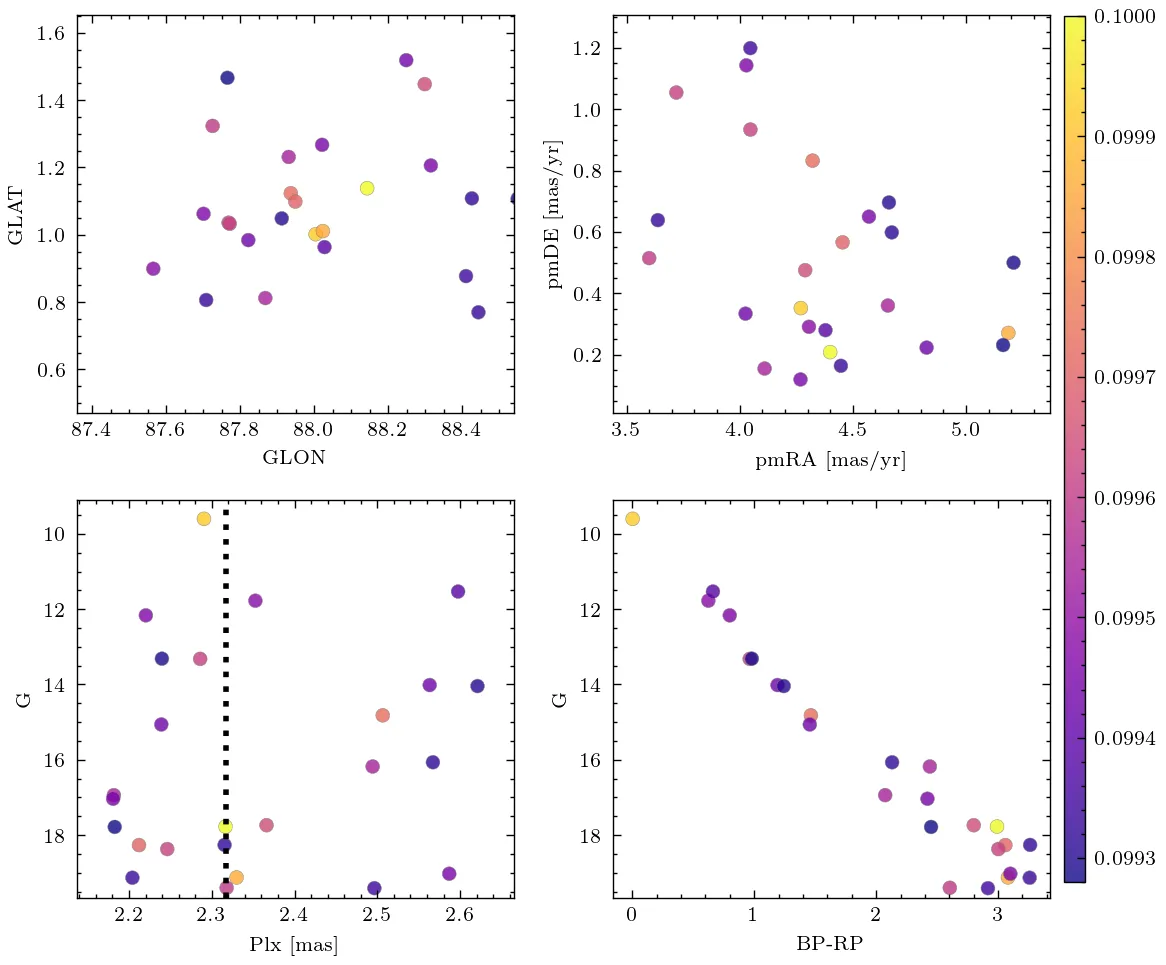 1.6
1.4
1.2
1.0
0.8
0.6
GLAT
87.4 87.6 87.8 88.0 88.2 88.4
GLON
1.2
1.0
0.8
0.6
0.4
0.2
pmDE [mas/yr]
3.5 4.0 4.5 5.0
pmRA [mas/yr]
10
12
14
16
18
G
2.2 2.3 2.4 2.5 2.6
Plx [mas]
10
12
14
16
18
G
0 1 2 3
BP-RP
0.1000
0.0999
0.0998
0.0997
0.0996
0.0995
0.0994
0.0993